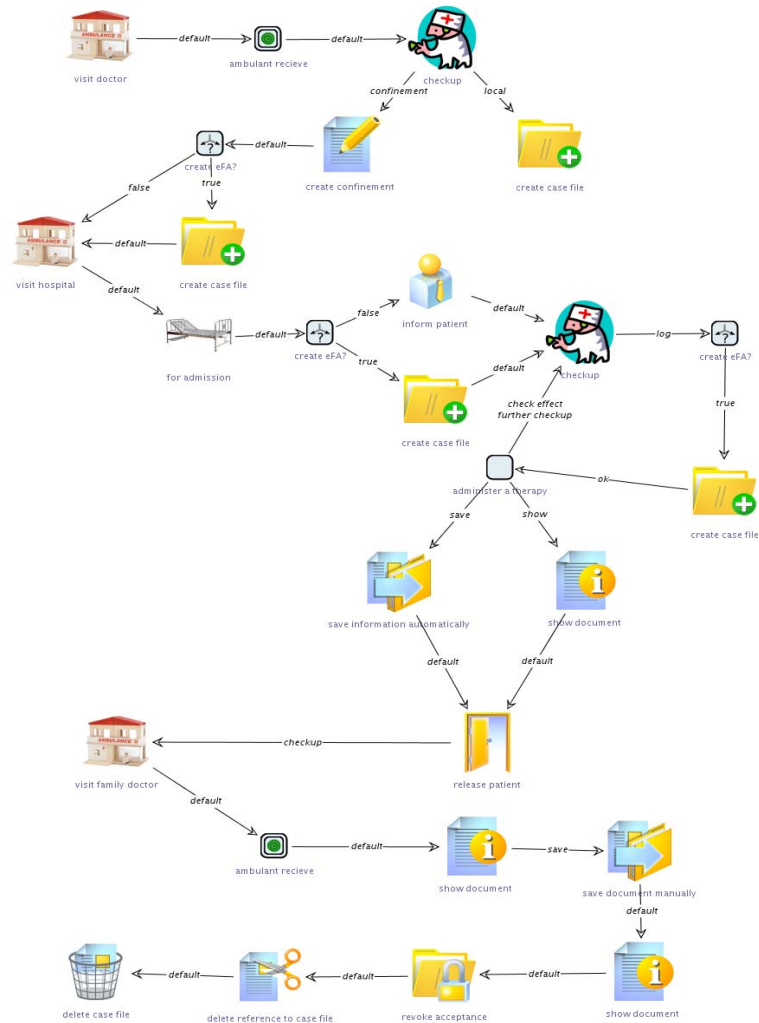 AMBULANCE
default
default
visit doctor
ambulant recieve
checkup
confinement
local
default
create eFA?
create confinement
create case file
false
true
AMBULANCE
default
visit hospital
create case file
default
false
default
inform patient
default
create eFA?
log
create eFA?
for admission
true
default
checkup
check effect
further checkup
true
create case file
ok
administer a therapy
save
show
create case file
save information automatically
show document
default
default
AMBULANCE
checkup
visit family doctor
release patient
default
default
save
ambulant recieve
show document
save document manually
default
default
default
default
delete case file
delete reference to case file
revoke acceptance
show document